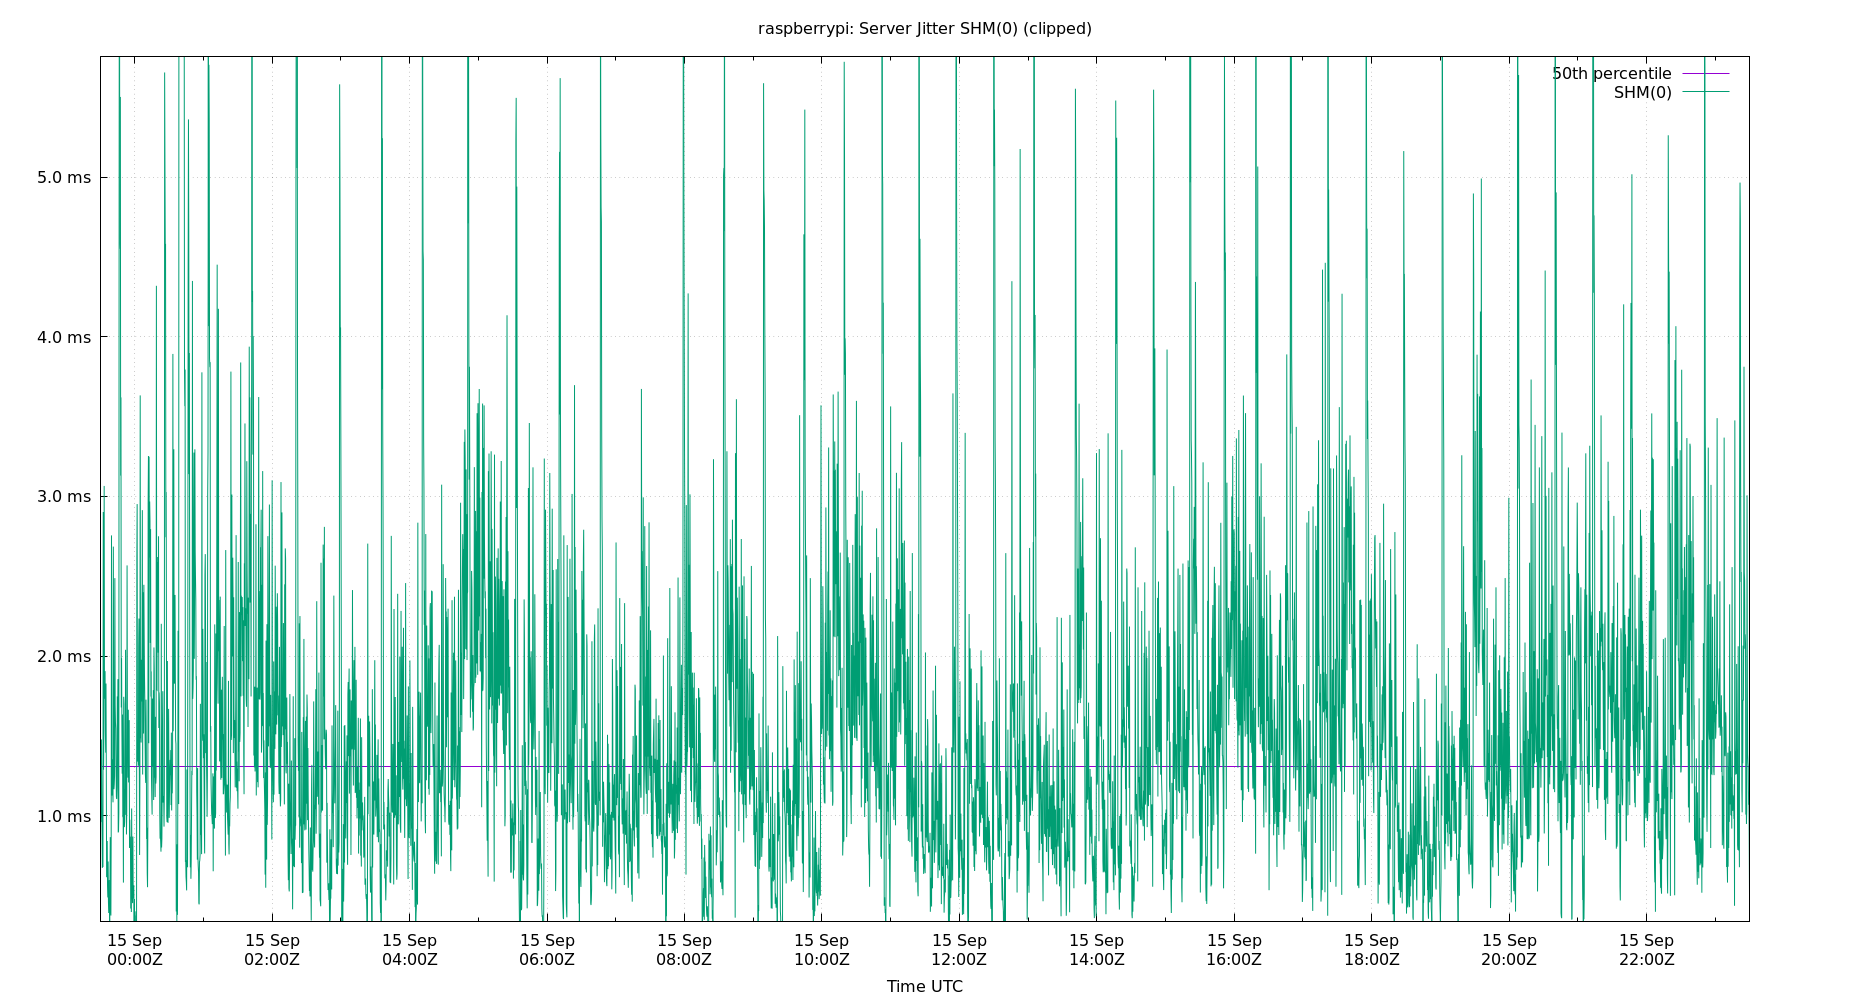 raspberrypi: Server Jitter SHM(0) (clipped)
50th percentile
SHM(0)
5.0 ms
4.0 ms
3.0 ms
2.0 ms
1.0 ms
15 Sep 15 Sep 15 Sep 15 Sep 15 Sep 15 Sep 15 Sep 15 Sep 15 Sep 15 Sep 15 Sep 15 Sep
00:00Z 02:00Z 04:00Z 06:00Z 08:00Z 10:00Z 12:00Z 14:00Z 16:00Z 18:00Z 20:00Z 22:00Z
Time UTC